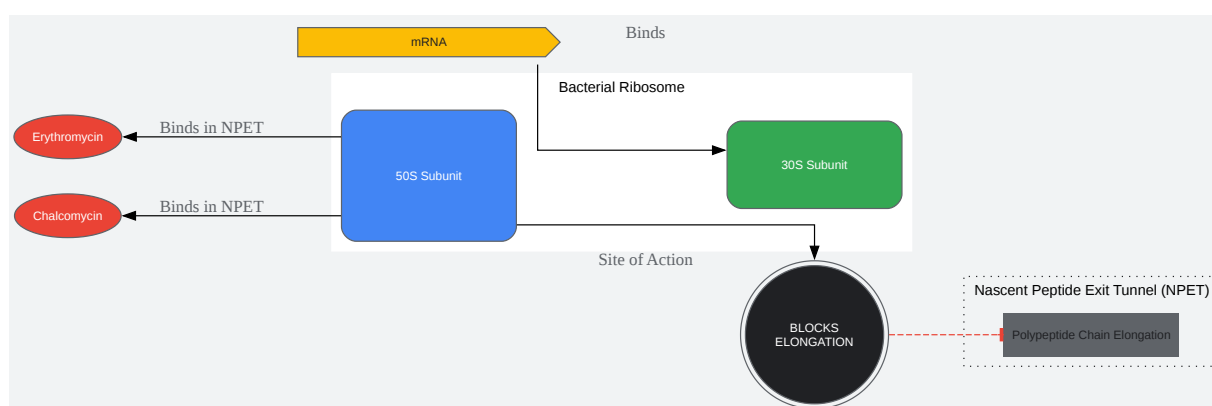 Binds
mRNA
Bacterial Ribosome
Erythromycin
Binds in NPET
50S Subunit
30S Subunit
Chalcomycin
Binds in NPET
Site of Action
Nascent Peptide Exit Tunnel (NPET)
BLOCKS
ELONGATION
Polypeptide Chain Elongation